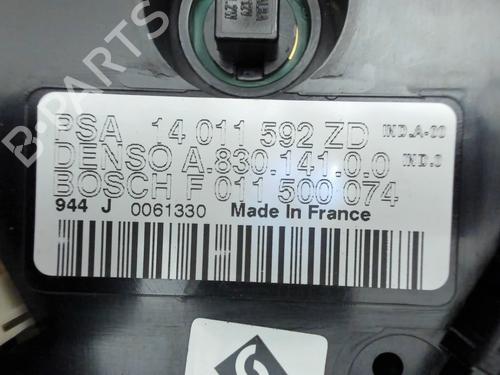 B-PARTS
PSA 14 011 592 ZD IND.A-00
DENSO A.830.141.0.0 IND.0
BOSCH F 011 500 074
944 J 0061330 Made In France